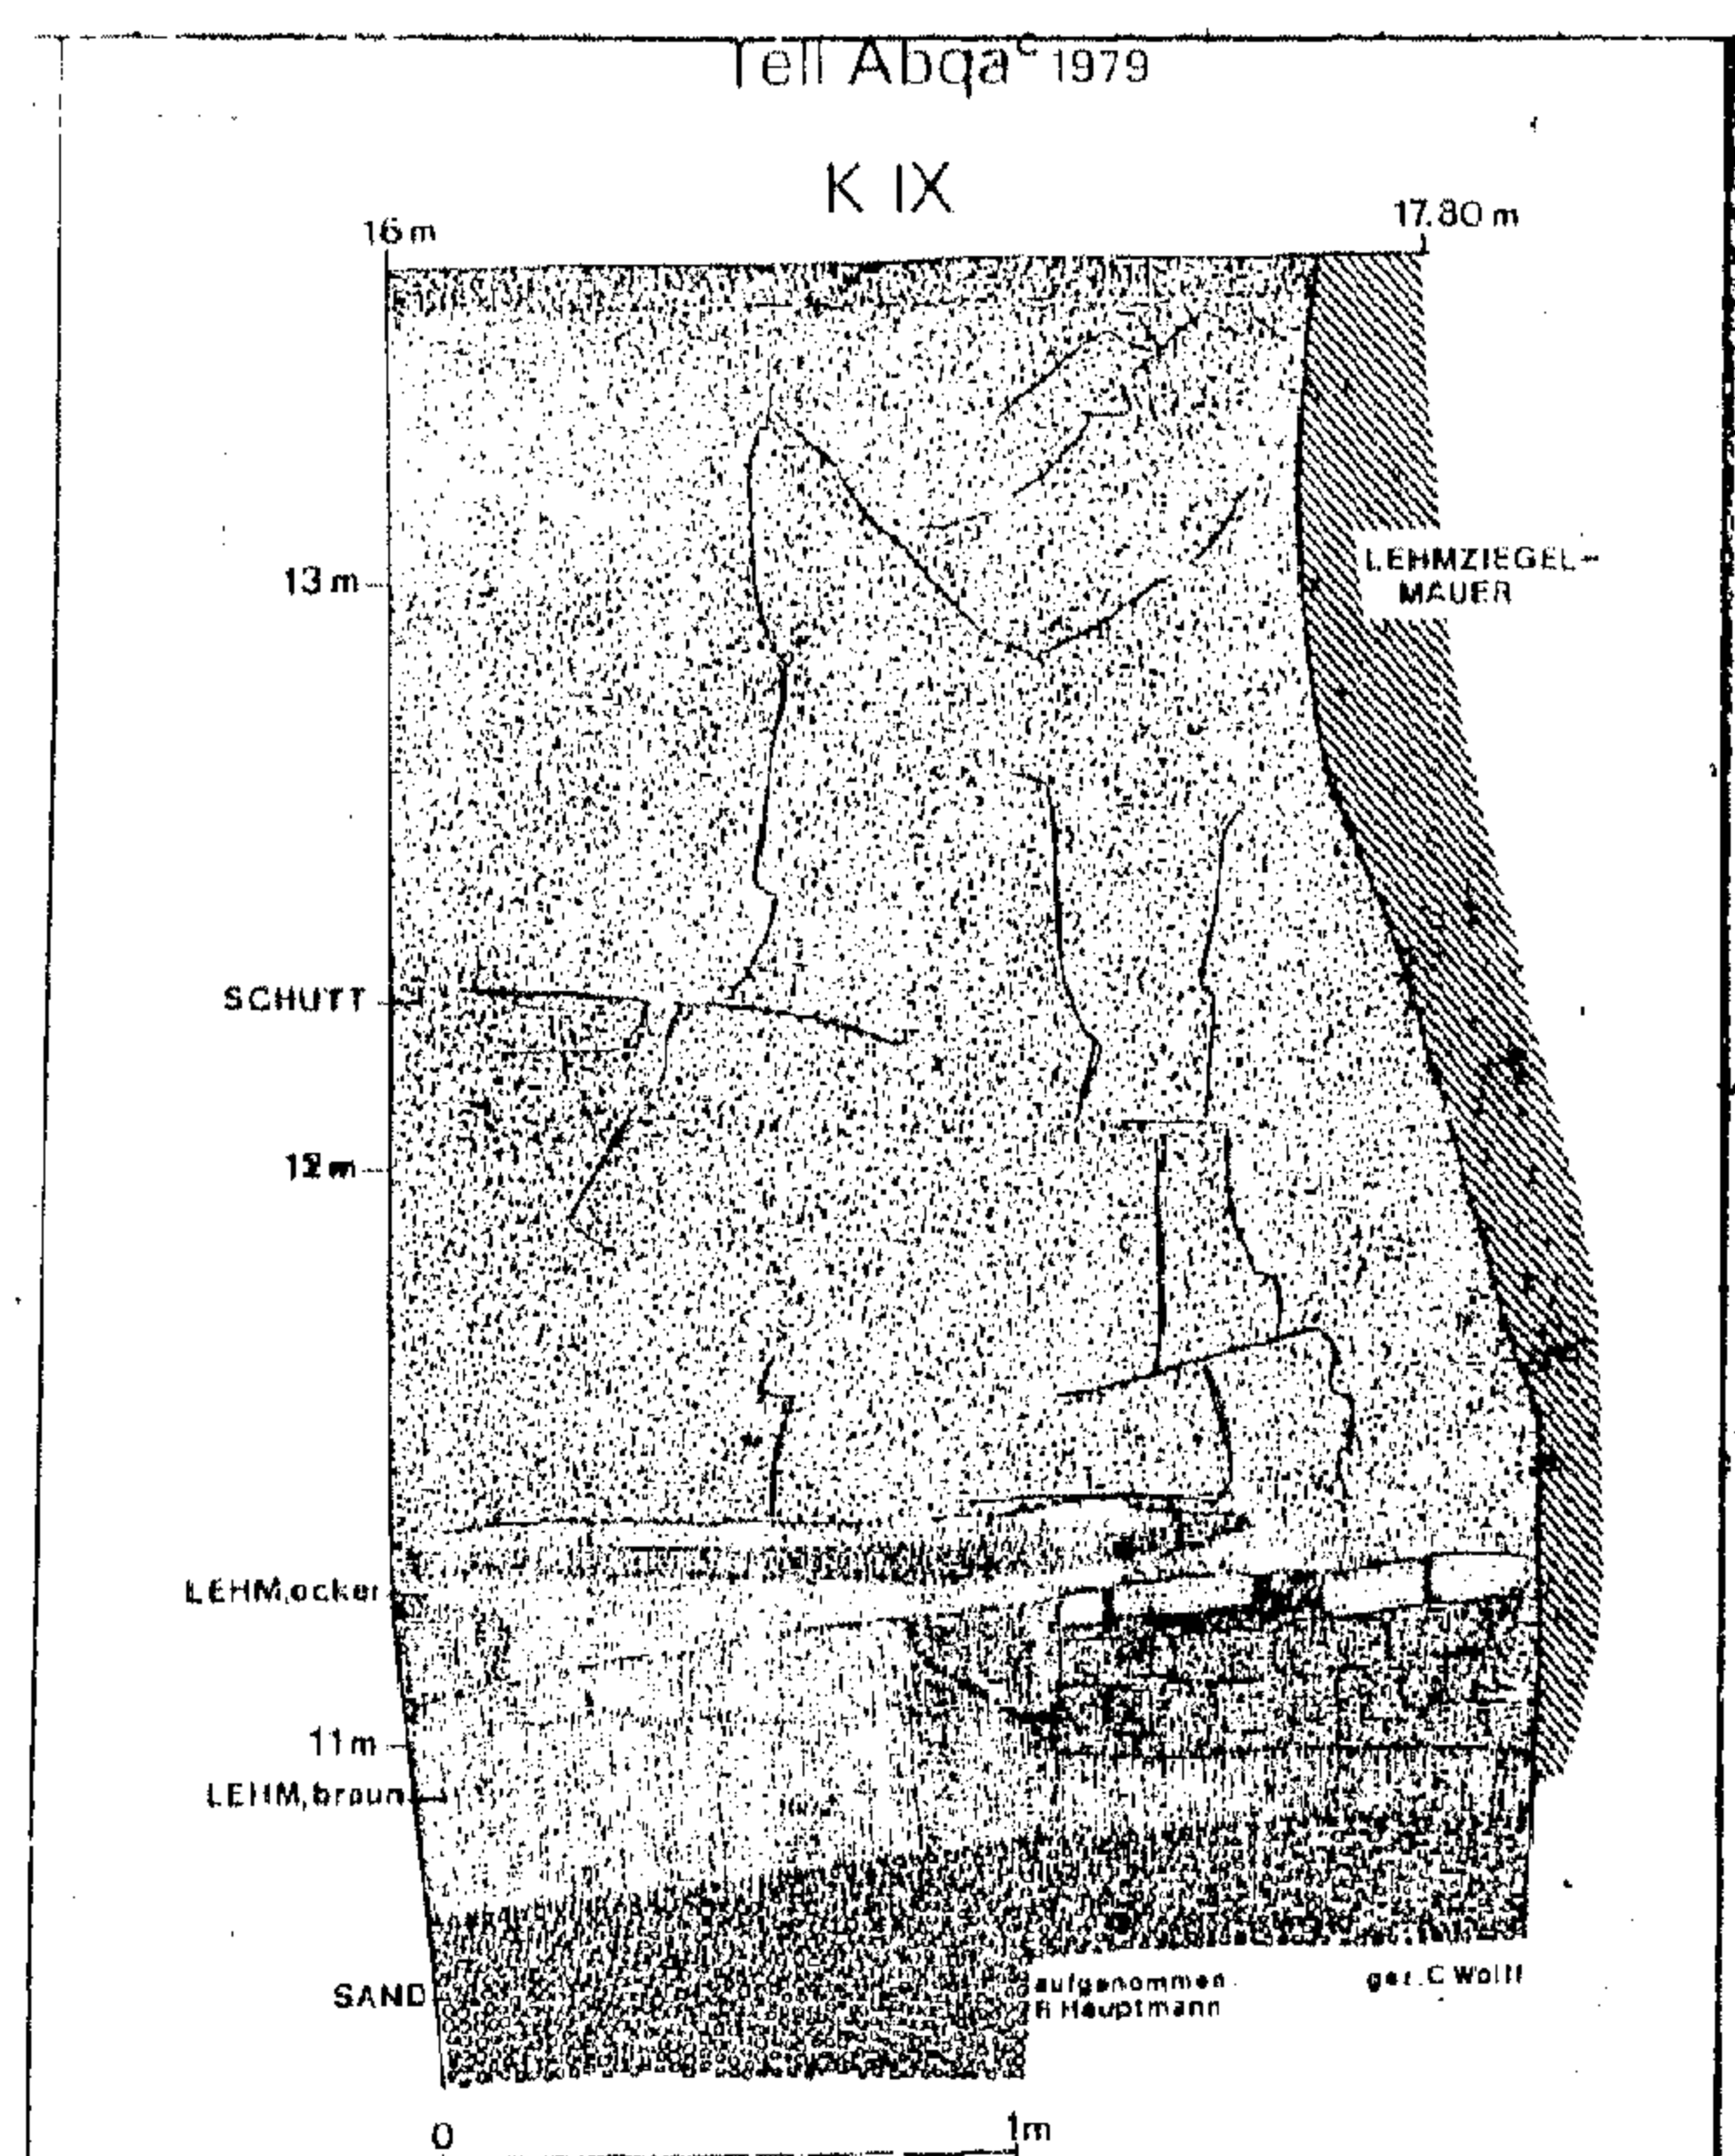 Tell Abqaᶜ 1979
K IX
16 m
17.80 m
13 m
LEHMZIEGEL-
MAUER
SCHUTT
12 m
LEHM, ocker
11 m
LEHM, braun
SAND
aufgenommen
R Hauptmann
gez. C Wolff
0
1m